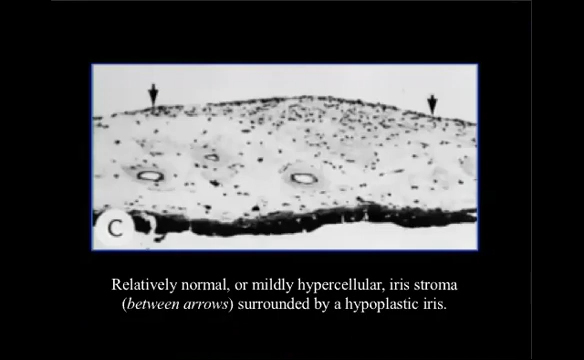 C
Relatively normal, or mildly hypercellular, iris stroma
(between arrows) surrounded by a hypoplastic iris.